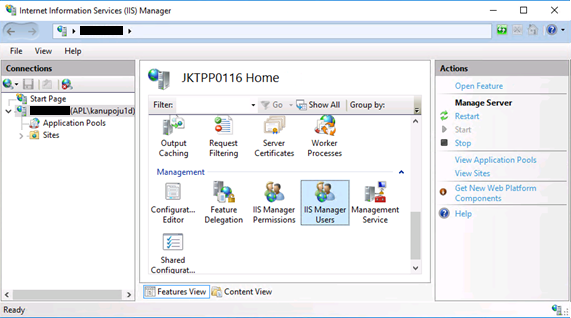 Internet Information Services (IIS) Manager
File View Help
Connections
Start Page
(APL\kanupoju1d)
Application Pools
Sites
JKTPP0116 Home
Filter: Go Show All Group by:
Output Caching
Request Filtering
Server Certificates
Worker Processes
Management
Configurat... Editor
Feature Delegation
IIS Manager Permissions
IIS Manager Users
Management Service
Shared Configurat...
Features View Content View
Actions
Open Feature
Manage Server
Restart
Start
Stop
View Application Pools
View Sites
Get New Web Platform
Components
Help
Ready